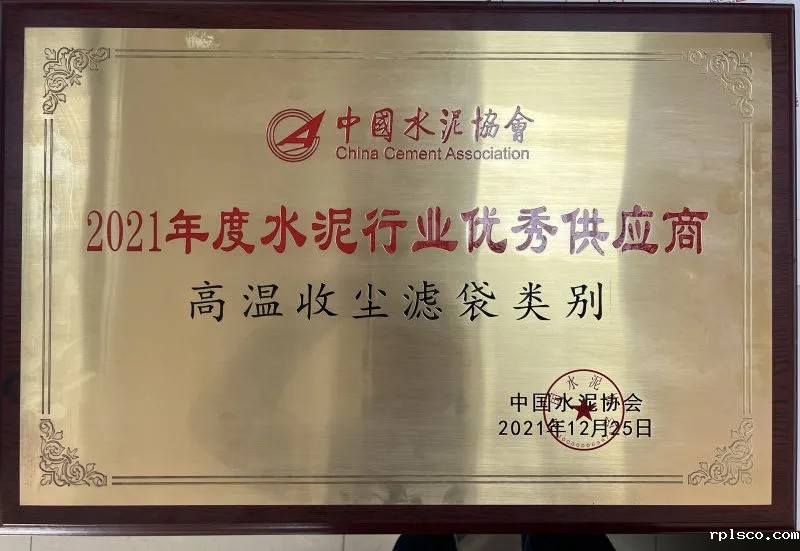 中國水泥協會
China Cement Association
2021年度水泥行业优秀供应商
高温收尘滤袋类别
中国水泥协会
2021年12月25日
rplsco.com